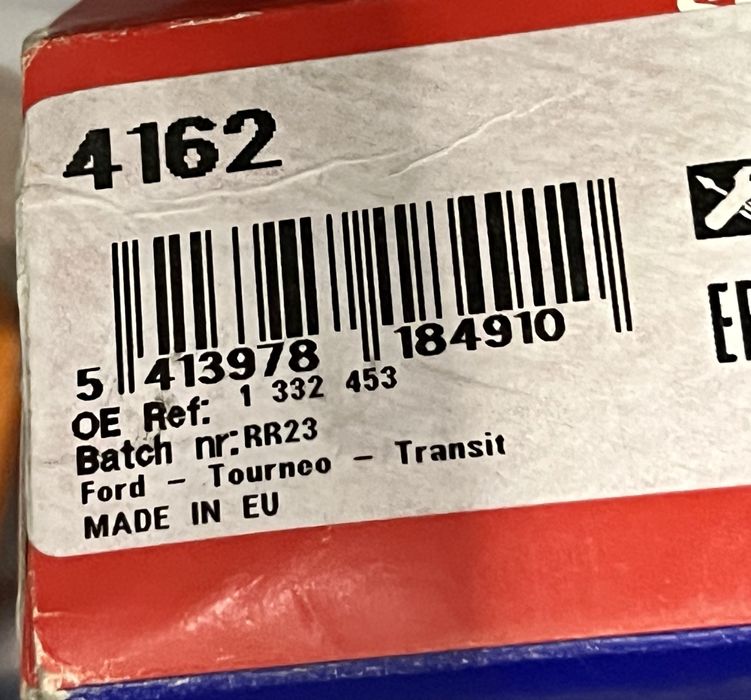 4162
5 413978 184910
OE Ref: 1 332 453
Batch nr: RR23
Ford - Tourneo - Transit
MADE IN EU